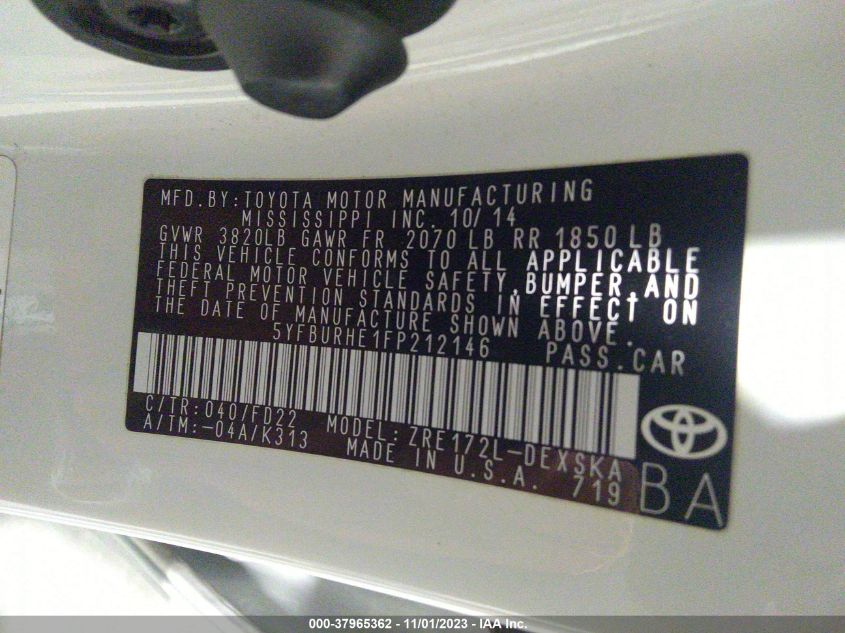 MFD.BY:TOYOTA MOTOR MANUFACTURING
MISSISSIPPI INC. 10/14
GVWR 3820LB GAWR FR 2070 LB RR 1850 LB
THIS VEHICLE CONFORMS TO ALL APPLICABLE
FEDERAL MOTOR VEHICLE SAFETY, BUMPER, AND
THEFT PREVENTION STANDARDS IN EFFECT ON
THE DATE OF MANUFACTURE SHOWN ABOVE.
5YFBURHE1FP212146 PASS.CAR
C/TR:040/FD22 MODEL:ZRE172L-DEXSKA
A/TM:-04A/K313 MADE IN U.S.A. 719
BA
000-37965362 - 11/01/2023 - IAA Inc.